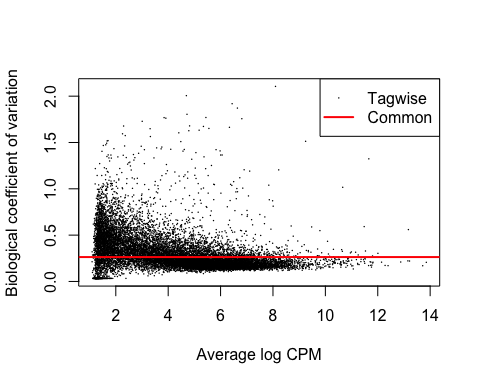 Biological coefficient of variation
2.0
1.5
1.0
0.5
0.0
Tagwise
Common
2 4 6 8 10 12 14
Average log CPM